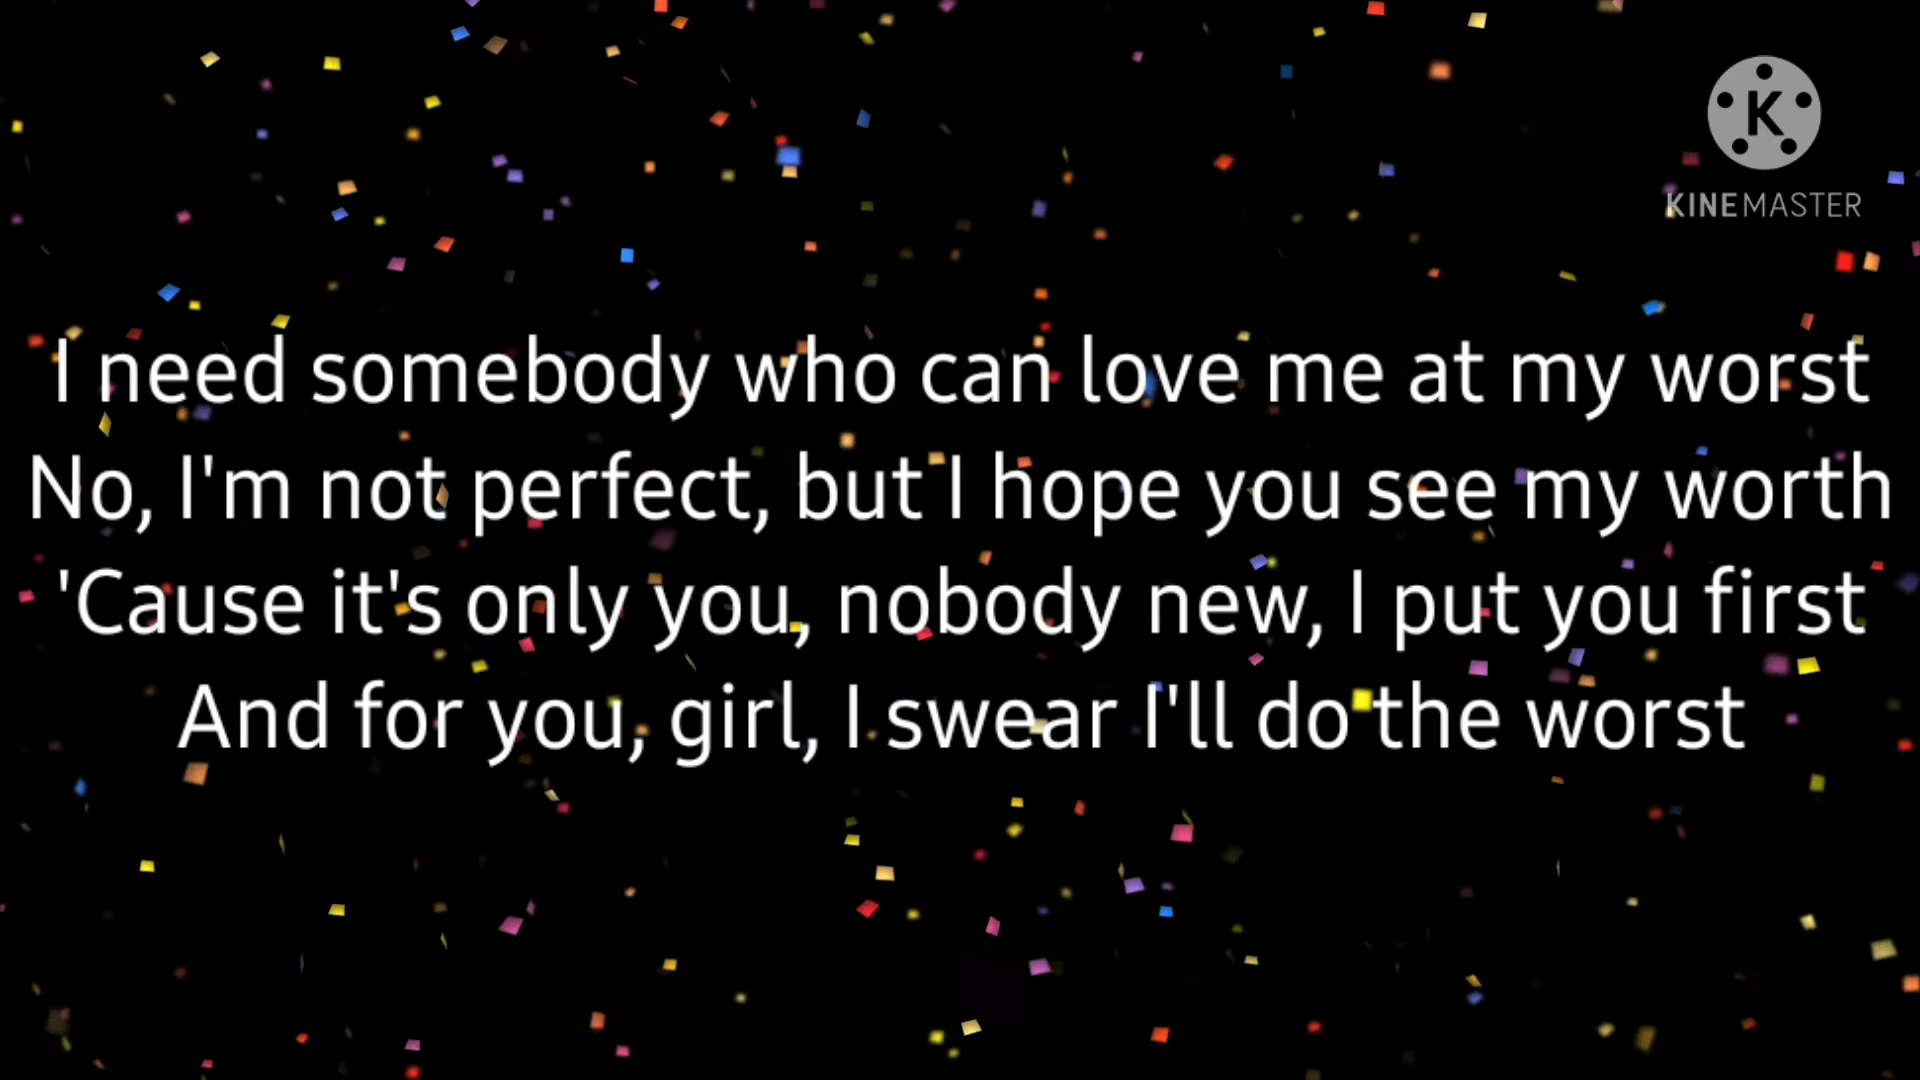 K
KINEMASTER
I need somebody who can love me at my worst
No, I'm not perfect, but I hope you see my worth
'Cause it's only you, nobody new, I put you first
And for you, girl, I swear I'll do the worst